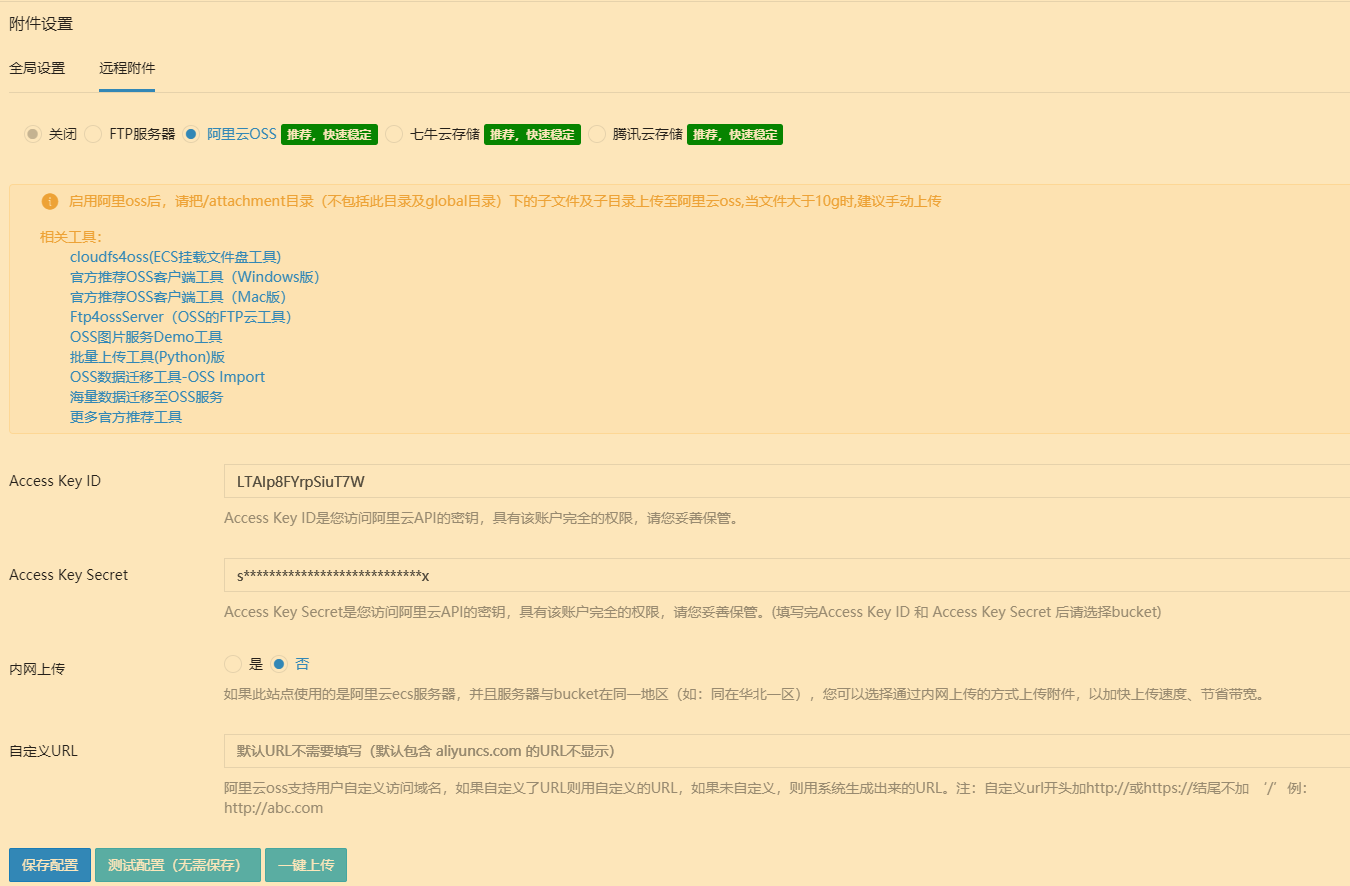 附件设置
全局设置 远程附件
关闭 FTP服务器 阿里云OSS 推荐，快速稳定 七牛云存储 推荐，快速稳定 腾讯云存储 推荐，快速稳定
启用阿里oss后，请把/attachment目录（不包括此目录及global目录）下的子文件及子目录上传至阿里云oss,当文件大于10g时,建议手动上传
相关工具：
cloudfs4oss(ECS挂载文件盘工具)
官方推荐OSS客户端工具（Windows版）
官方推荐OSS客户端工具（Mac版）
Ftp4ossServer（OSS的FTP云工具）
OSS图片服务Demo工具
批量上传工具(Python)版
OSS数据迁移工具-OSS Import
海量数据迁移至OSS服务
更多官方推荐工具
Access Key ID LTAIp8FYrpSiuT7W
Access Key ID是您访问阿里云API的密钥，具有该账户完全的权限，请您妥善保管。
Access Key Secret s****************************x
Access Key Secret是您访问阿里云API的密钥，具有该账户完全的权限，请您妥善保管。(填写完Access Key ID 和 Access Key Secret 后请选择bucket)
内网上传 是 否
如果此站点使用的是阿里云ecs服务器，并且服务器与bucket在同一地区（如：同在华北一区），您可以选择通过内网上传的方式上传附件，以加快上传速度、节省带宽。
自定义URL 默认URL不需要填写（默认包含 aliyuncs.com 的URL不显示）
阿里云oss支持用户自定义访问域名，如果自定义了URL则用自定义的URL，如果未自定义，则用系统生成出来的URL。注：自定义url开头加http://或https://结尾不加 ‘/’ 例：
http://abc.com
保存配置 测试配置（无需保存） 一键上传